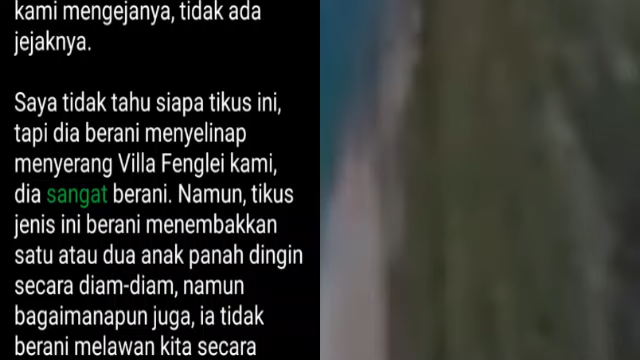 kami mengejanya, tidak ada
jejaknya.
Saya tidak tahu siapa tikus ini,
tapi dia berani menyelinap
menyerang Villa Fenglei kami,
dia sangat berani. Namun, tikus
jenis ini berani menembakkan
satu atau dua anak panah dingin
secara diam-diam, namun
bagaimanapun juga, ia tidak
berani melawan kita secara